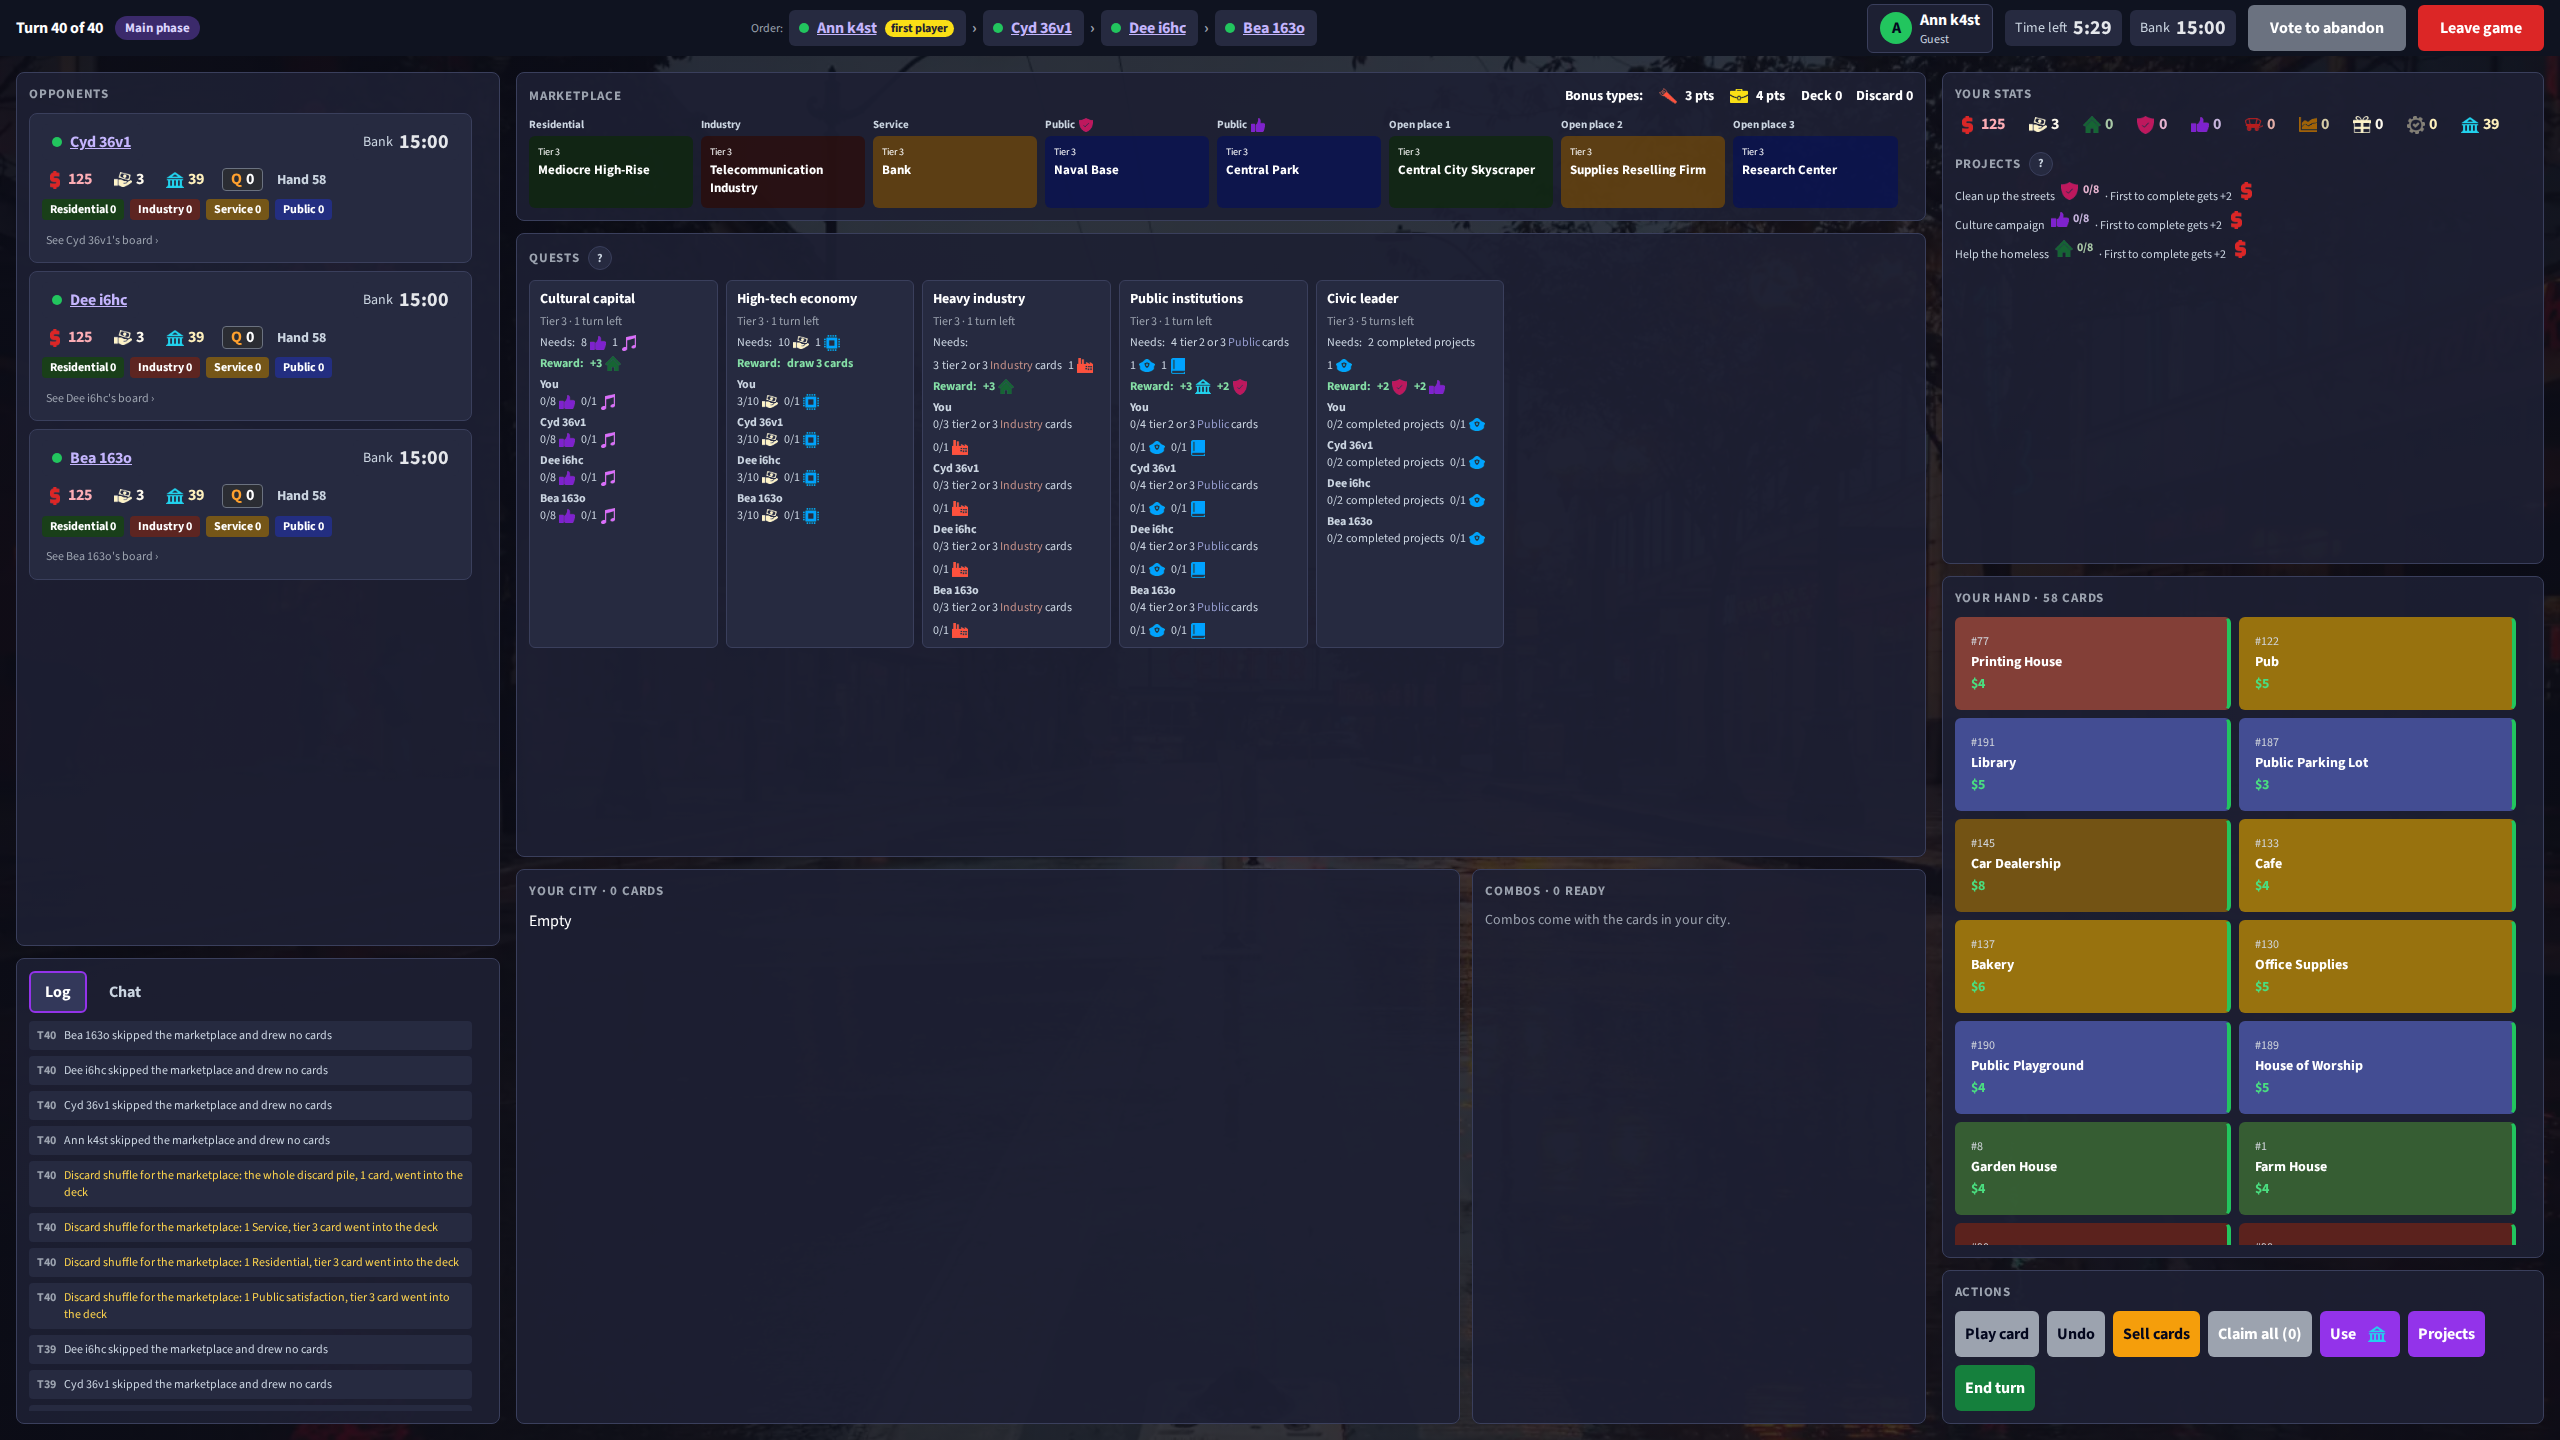 Turn 40 of 40 Main phase
Order: Ann k4st first player › Cyd 36v1 › Dee i6hc › Bea 163o
A Ann k4st
Guest
Time left 5:29
Bank 15:00
Vote to abandon
Leave game
OPPONENTS
Cyd 36v1 Bank 15:00
125 3 39 Q 0 Hand 58
Residential 0 Industry 0 Service 0 Public 0
See Cyd 36v1's board ›
Dee i6hc Bank 15:00
125 3 39 Q 0 Hand 58
Residential 0 Industry 0 Service 0 Public 0
See Dee i6hc's board ›
Bea 163o Bank 15:00
125 3 39 Q 0 Hand 58
Residential 0 Industry 0 Service 0 Public 0
See Bea 163o's board ›
Log Chat
T40 Bea 163o skipped the marketplace and drew no cards
T40 Dee i6hc skipped the marketplace and drew no cards
T40 Cyd 36v1 skipped the marketplace and drew no cards
T40 Ann k4st skipped the marketplace and drew no cards
T40 Discard shuffle for the marketplace: the whole discard pile, 1 card, went into the
deck
T40 Discard shuffle for the marketplace: 1 Service, tier 3 card went into the deck
T40 Discard shuffle for the marketplace: 1 Residential, tier 3 card went into the deck
T40 Discard shuffle for the marketplace: 1 Public satisfaction, tier 3 card went into
the deck
T39 Dee i6hc skipped the marketplace and drew no cards
T39 Cyd 36v1 skipped the marketplace and drew no cards
MARKETPLACE
Bonus types: 3 pts 4 pts Deck 0 Discard 0
Residential
Tier 3
Mediocre High-Rise
Industry
Tier 3
Telecommunication
Industry
Service
Tier 3
Bank
Public
Tier 3
Naval Base
Public
Tier 3
Central Park
Open place 1
Tier 3
Central City Skyscraper
Open place 2
Tier 3
Supplies Reselling Firm
Open place 3
Tier 3
Research Center
QUESTS ?
Cultural capital
Tier 3 · 1 turn left
Needs: 8 1
Reward: +3
You
0/8 0/1
Cyd 36v1
0/8 0/1
Dee i6hc
0/8 0/1
Bea 163o
0/8 0/1
High-tech economy
Tier 3 · 1 turn left
Needs: 10 1
Reward: draw 3 cards
You
3/10 0/1
Cyd 36v1
3/10 0/1
Dee i6hc
3/10 0/1
Bea 163o
3/10 0/1
Heavy industry
Tier 3 · 1 turn left
Needs:
3 tier 2 or 3 Industry cards 1
Reward: +3
You
0/3 tier 2 or 3 Industry cards
0/1
Cyd 36v1
0/3 tier 2 or 3 Industry cards
0/1
Dee i6hc
0/3 tier 2 or 3 Industry cards
0/1
Bea 163o
0/3 tier 2 or 3 Industry cards
0/1
Public institutions
Tier 3 · 1 turn left
Needs: 4 tier 2 or 3 Public cards
1 1
Reward: +3 +2
You
0/4 tier 2 or 3 Public cards
0/1 0/1
Cyd 36v1
0/4 tier 2 or 3 Public cards
0/1 0/1
Dee i6hc
0/4 tier 2 or 3 Public cards
0/1 0/1
Bea 163o
0/4 tier 2 or 3 Public cards
0/1 0/1
Civic leader
Tier 3 · 5 turns left
Needs: 2 completed projects
1
Reward: +2 +2
You
0/2 completed projects 0/1
Cyd 36v1
0/2 completed projects 0/1
Dee i6hc
0/2 completed projects 0/1
Bea 163o
0/2 completed projects 0/1
YOUR CITY · 0 CARDS
Empty
COMBOS · 0 READY
Combos come with the cards in your city.
YOUR STATS
125 3 0 0 0 0 0 0 0 39
PROJECTS ?
Clean up the streets 0/8 · First to complete gets +2
Culture campaign 0/8 · First to complete gets +2
Help the homeless 0/8 · First to complete gets +2
YOUR HAND · 58 CARDS
#77
Printing House
$4
#122
Pub
$5
#191
Library
$5
#187
Public Parking Lot
$3
#145
Car Dealership
$8
#133
Cafe
$4
#137
Bakery
$6
#130
Office Supplies
$5
#190
Public Playground
$4
#189
House of Worship
$5
#8
Garden House
$4
#1
Farm House
$4
ACTIONS
Play card Undo Sell cards Claim all (0) Use Projects
End turn